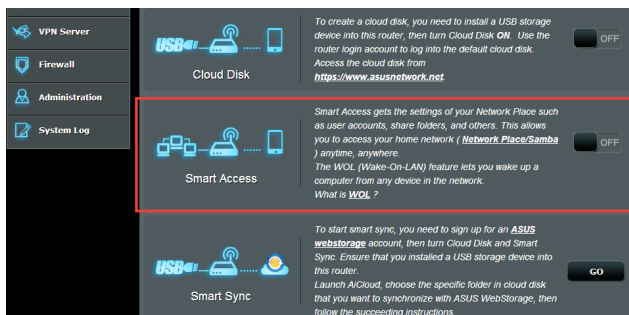 VPN Server
Firewall
Administration
System Log
USB
Cloud Disk
To create a cloud disk, you need to install a USB storage
device into this router, then turn Cloud Disk ON. Use the
router login account to log into the default cloud disk.
Access the cloud disk from
https://www.asusnetwork.net.
OFF
Smart Access
Smart Access gets the settings of your Network Place such
as user accounts, share folders, and others. This allows
you to access your home network ( Network Place/Samba
) anytime, anywhere.
The WOL (Wake-On-LAN) feature lets you wake up a
computer from any device in the network.
What is WOL ?
OFF
USB
Smart Sync
To start smart sync, you need to sign up for an ASUS
webstorage account, then turn Cloud Disk and Smart
Sync. Ensure that you installed a USB storage device into
this router.
Launch AiCloud, choose the specific folder in cloud disk
that you want to synchronize with ASUS WebStorage, then
follow the succeeding instructions
GO